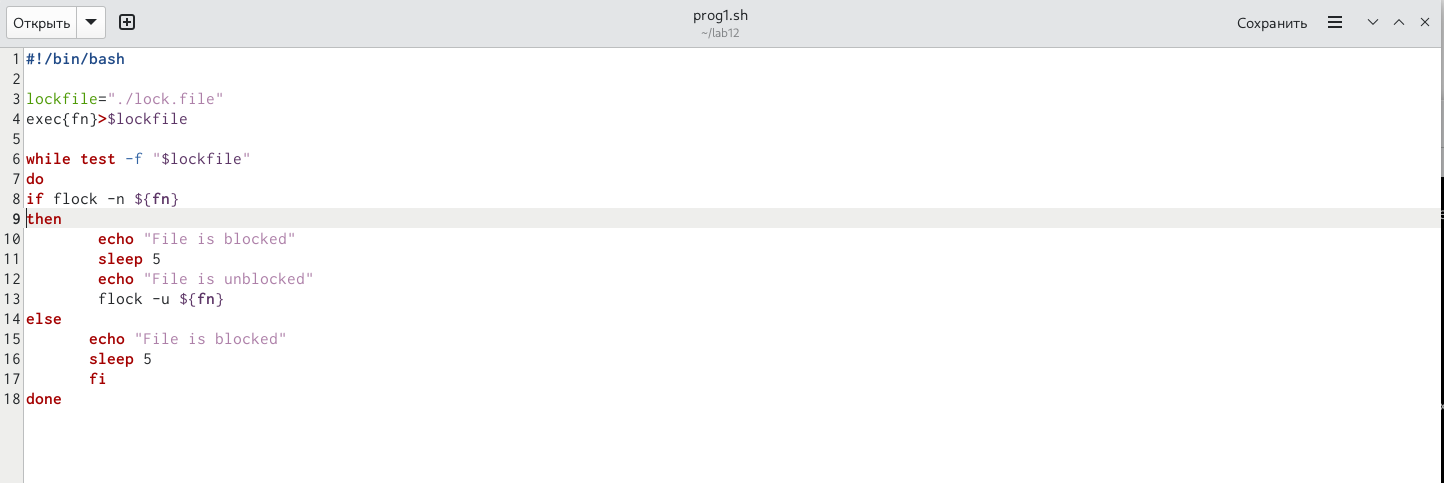 Открыть
prog1.sh
~/lab12
Сохранить
1 #!/bin/bash
2
3 lockfile="./lock.file"
4 exec{fn}>$lockfile
5
6 while test -f "$lockfile"
7 do
8 if flock -n ${fn}
9 then
10         echo "File is blocked"
11         sleep 5
12         echo "File is unblocked"
13         flock -u ${fn}
14 else
15        echo "File is blocked"
16        sleep 5
17        fi
18 done